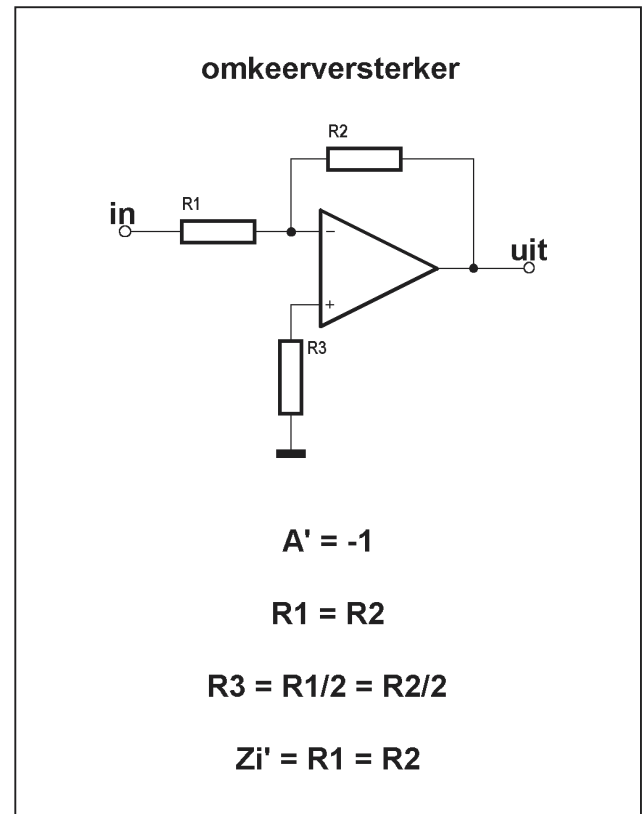 omkeerversterker
R2
in
R1
−
uit
+
R3
A' = -1
R1 = R2
R3 = R1/2 = R2/2
Zi' = R1 = R2